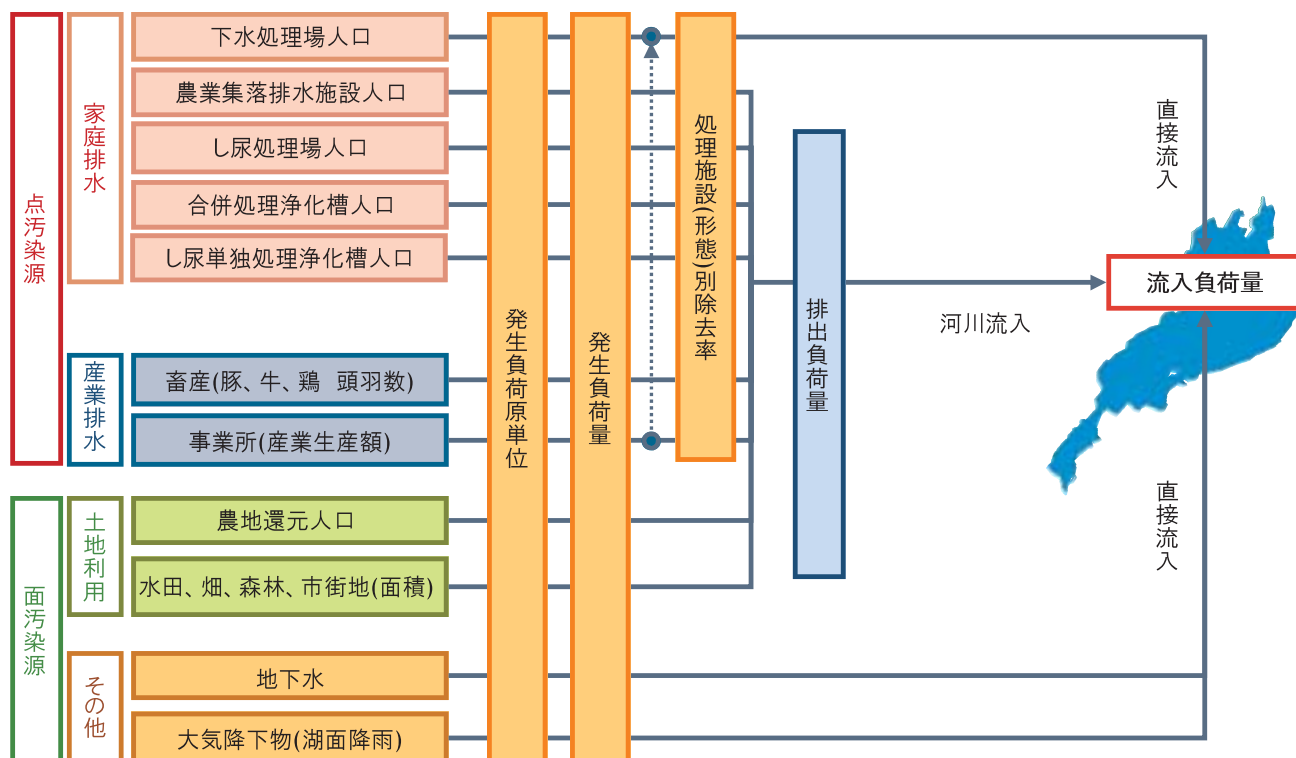 点汚染源
家庭排水
下水処理場人口
農業集落排水施設人口
し尿処理場人口
合併処理浄化槽人口
し尿単独処理浄化槽人口
産業排水
畜産(豚、牛、鶏 頭羽数)
事業所(産業生産額)
面汚染源
土地利用
農地還元人口
水田、畑、森林、市街地(面積)
その他
地下水
大気降下物(湖面降雨)
発生負荷原単位
発生負荷量
処理施設(形態)別除去率
排出負荷量
直接流入
河川流入
流入負荷量
直接流入